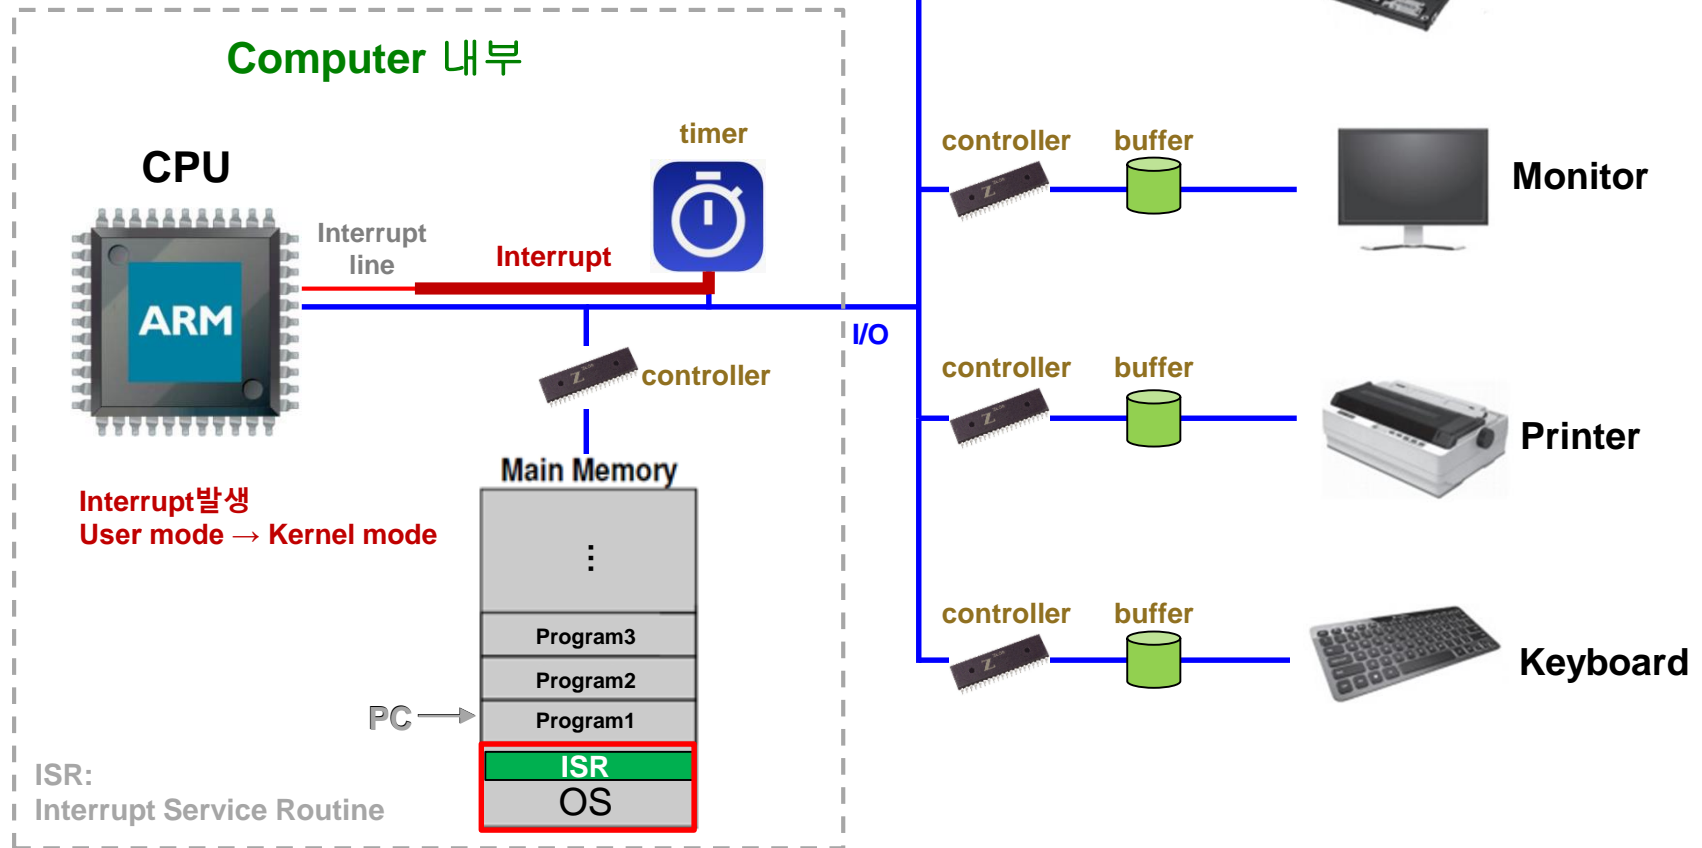 Computer 내부
CPU
ARM
Interrupt
line
Interrupt
timer
controller
I/O
Main Memory
⋮
Program3
Program2
Program1
ISR
OS
PC
Interrupt발생
User mode → Kernel mode
ISR:
Interrupt Service Routine
controller
buffer
Monitor
controller
buffer
Printer
controller
buffer
Keyboard